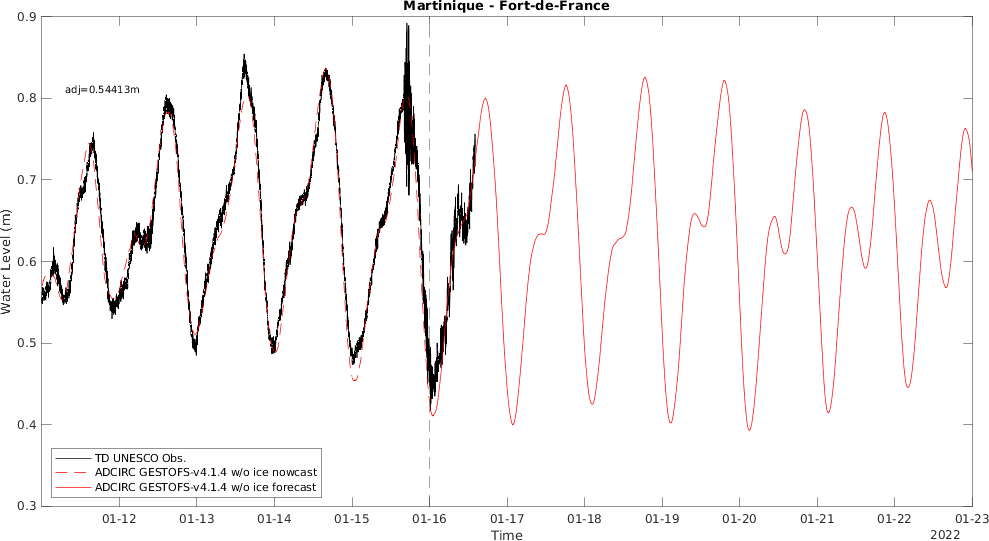 Martinique - Fort-de-France
0.9
0.8
0.7
0.6
0.5
0.4
0.3
Water Level (m)
adj=0.54413m
TD UNESCO Obs.
ADCIRC GESTOFS-v4.1.4 w/o ice nowcast
ADCIRC GESTOFS-v4.1.4 w/o ice forecast
01-12 01-13 01-14 01-15 01-16 01-17 01-18 01-19 01-20 01-21 01-22 01-23
Time
2022